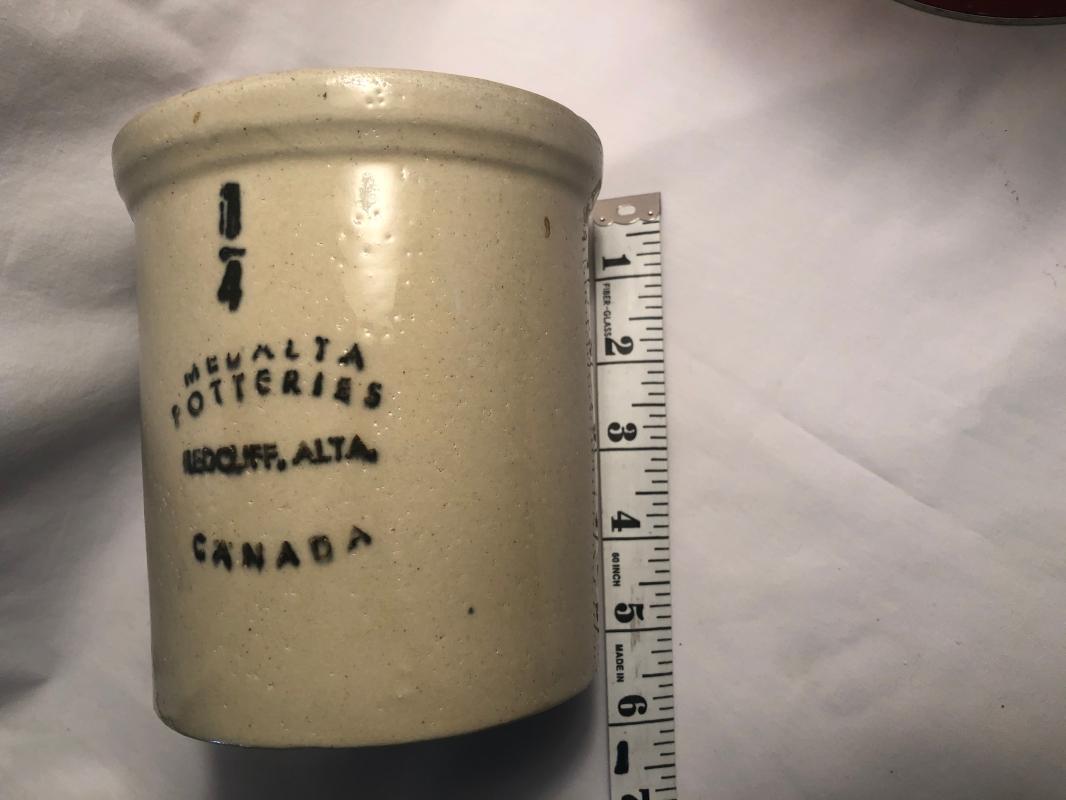 1
4
MEDALTA
POTTERIES
REDCLIFF, ALTA.
CANADA
1
FIBER-GLASS
2
3
4
60 INCH
5
MADE IN
6
7